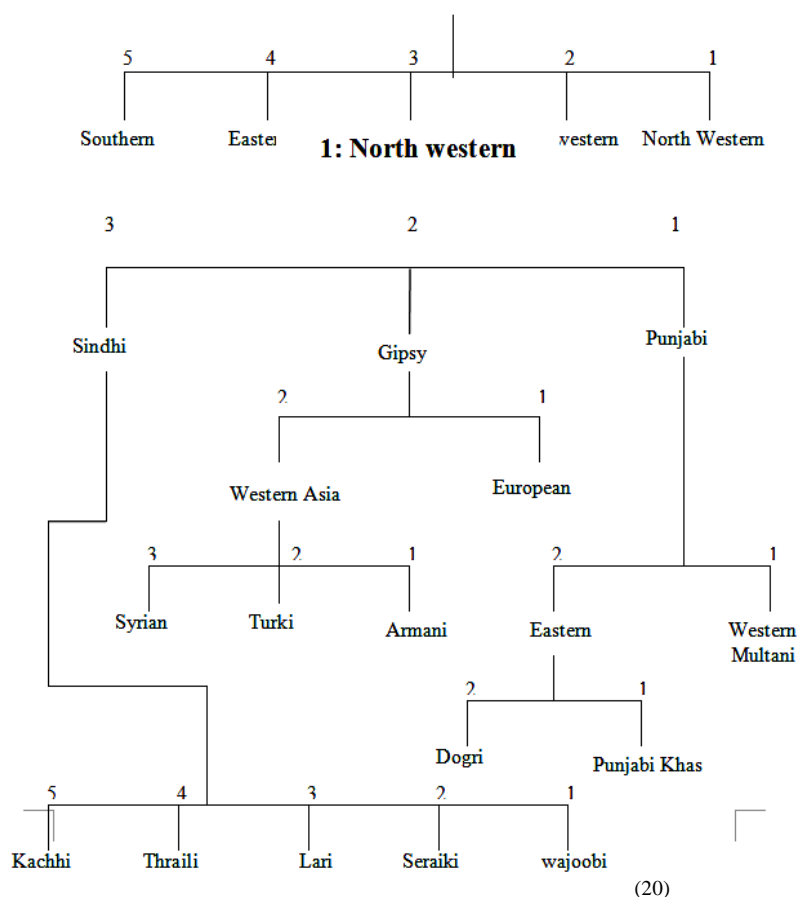 5 4 3 2 1
Southern Easter western North Western
1: North western
3 2 1
Sindhi Gipsy Punjabi
2 1
Western Asia European
3 2 1 2 1
Syrian Turki Armani Eastern Western
Multani
2 1
Dogri Punjabi Khas
5 4 3 2 1
Kachhi Thraili Lari Seraiki wajoobi
(20)